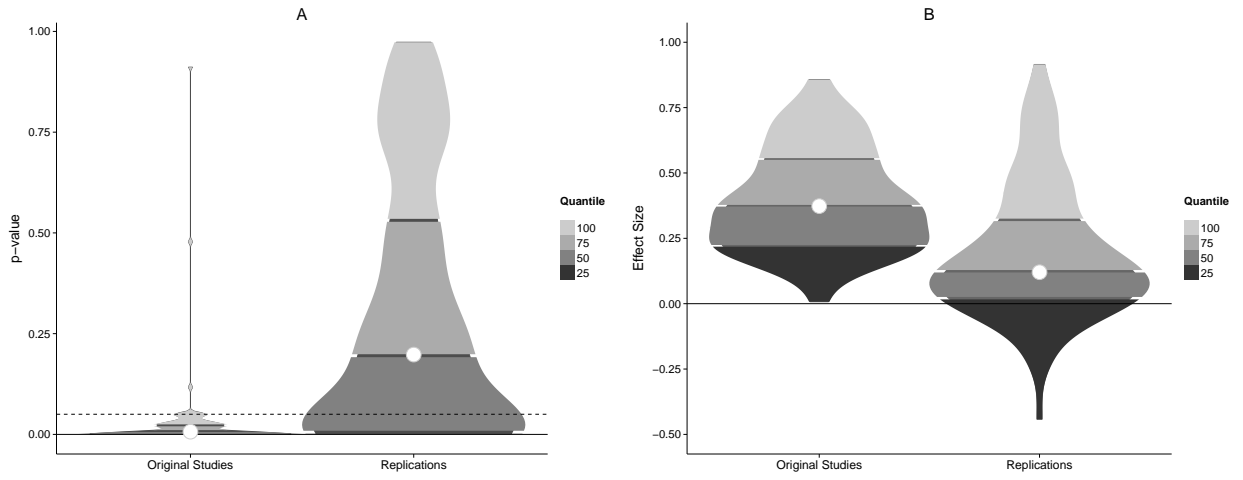 A
p−value
1.00
0.75
0.50
0.25
0.00
Original Studies
Replications
Quantile
100
75
50
25
B
Effect Size
1.00
0.75
0.50
0.25
0.00
−0.25
−0.50
Original Studies
Replications
Quantile
100
75
50
25